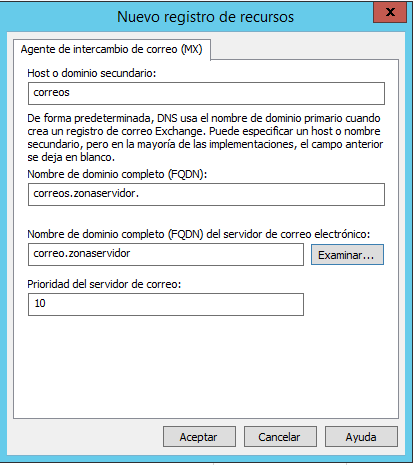 Nuevo registro de recursos
x
Agente de intercambio de correo (MX)
Host o dominio secundario:
correos
De forma predeterminada, DNS usa el nombre de dominio primario cuando
crea un registro de correo Exchange. Puede especificar un host o nombre
secundario, pero en la mayoría de las implementaciones, el campo anterior
se deja en blanco.
Nombre de dominio completo (FQDN):
correos.zonaservidor.
Nombre de dominio completo (FQDN) del servidor de correo electrónico:
correo.zonaservidor
Examinar...
Prioridad del servidor de correo:
10
Aceptar
Cancelar
Ayuda